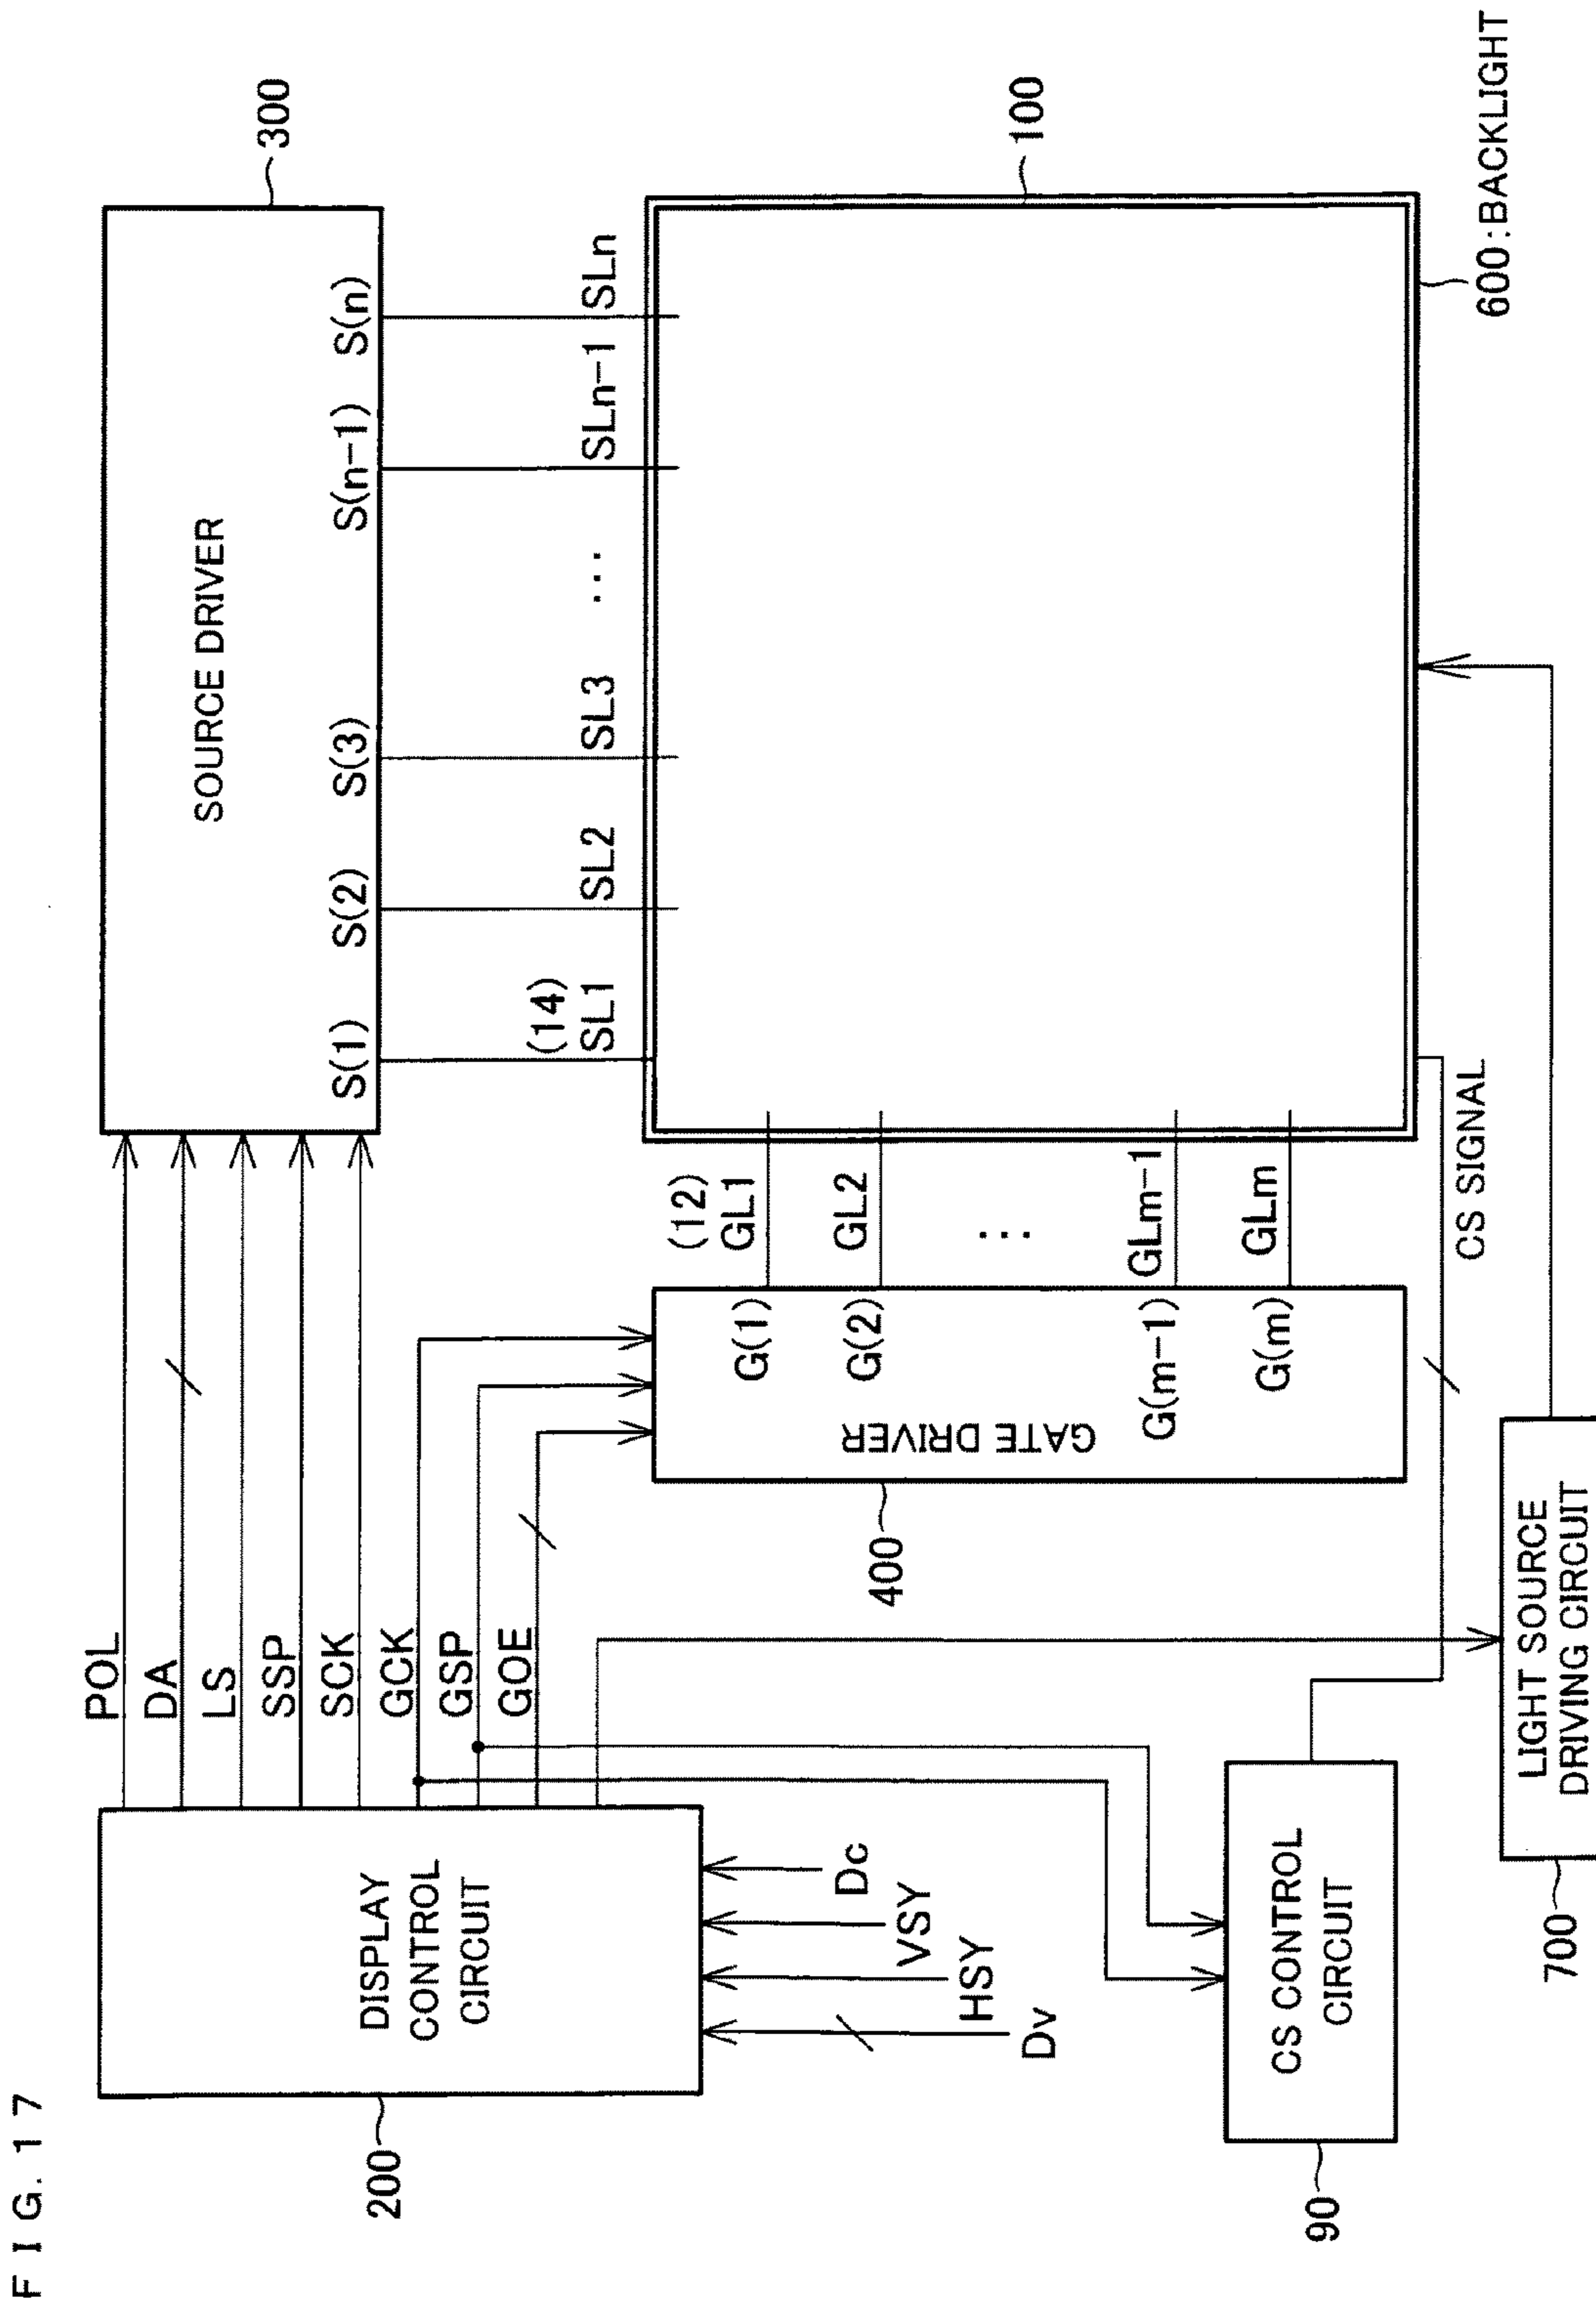 FIG. 17
300
SOURCE DRIVER
S(1)
S(2)
S(3)
S(n-1)
S(n)
POL
DA
LS
SSP
SCK
GCK
GSP
GOE
(14)
SL1
SL2
SL3
...
SLn-1
SLn
200
DISPLAY
CONTROL
CIRCUIT
Dv
HSY
VSY
Dc
400
GATE DRIVER
G(1)
G(2)
G(m-1)
G(m)
(12)
GL1
GL2
...
GLm-1
GLm
100
90
CS CONTROL
CIRCUIT
CS SIGNAL
600:BACKLIGHT
700
LIGHT SOURCE
DRIVING CIRCUIT